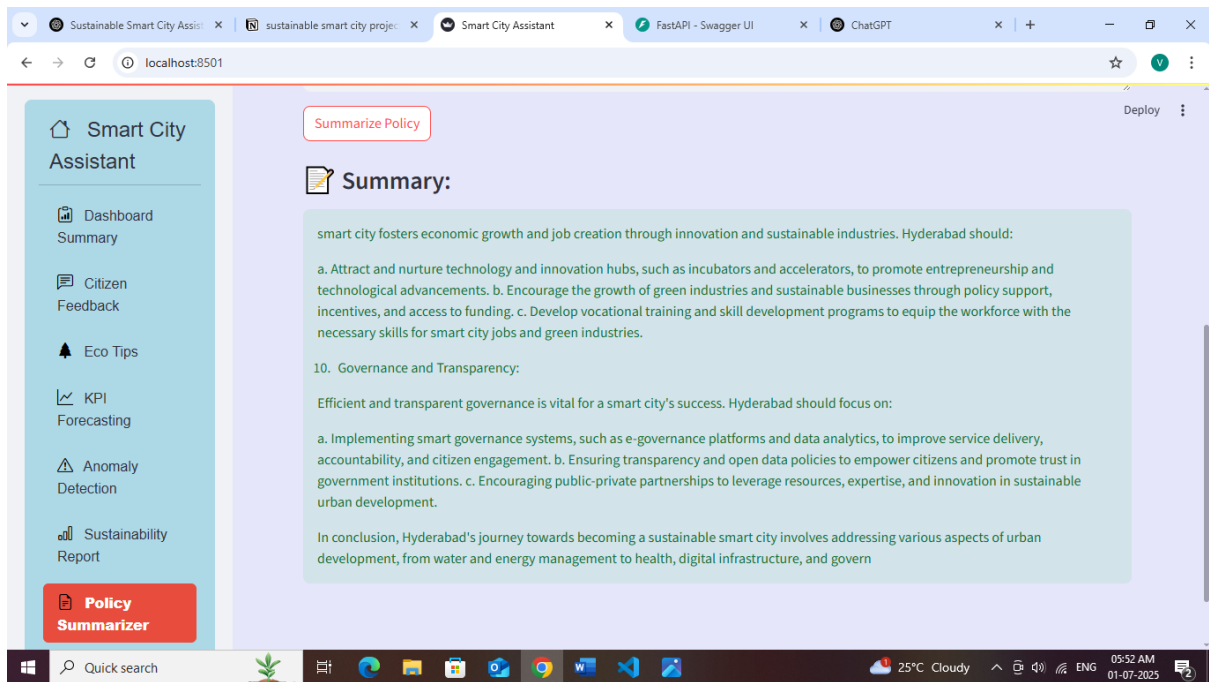 Sustainable Smart City Assist
sustainable smart city projec
Smart City Assistant
FastAPI - Swagger UI
ChatGPT
localhost:8501
V
Deploy
Smart City
Assistant
Dashboard
Summary
Citizen
Feedback
Eco Tips
KPI
Forecasting
Anomaly
Detection
Sustainability
Report
Policy
Summarizer
Summarize Policy
Summary:
smart city fosters economic growth and job creation through innovation and sustainable industries. Hyderabad should:
a. Attract and nurture technology and innovation hubs, such as incubators and accelerators, to promote entrepreneurship and
technological advancements. b. Encourage the growth of green industries and sustainable businesses through policy support,
incentives, and access to funding. c. Develop vocational training and skill development programs to equip the workforce with the
necessary skills for smart city jobs and green industries.
10. Governance and Transparency:
Efficient and transparent governance is vital for a smart city's success. Hyderabad should focus on:
a. Implementing smart governance systems, such as e-governance platforms and data analytics, to improve service delivery,
accountability, and citizen engagement. b. Ensuring transparency and open data policies to empower citizens and promote trust in
government institutions. c. Encouraging public-private partnerships to leverage resources, expertise, and innovation in sustainable
urban development.
In conclusion, Hyderabad's journey towards becoming a sustainable smart city involves addressing various aspects of urban
development, from water and energy management to health, digital infrastructure, and govern
Quick search
25°C Cloudy
ENG
05:52 AM
01-07-2025
2